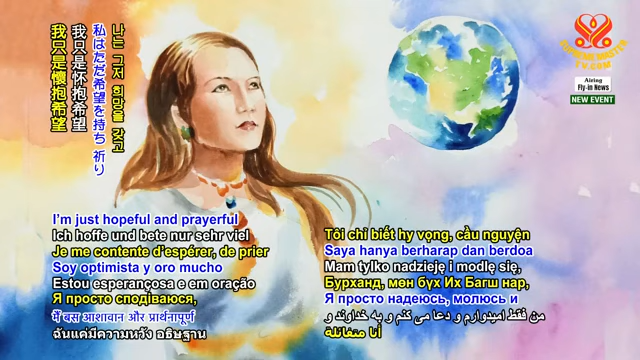 我只是懷抱希望
我只是怀抱希望
私はただ希望を持ち 祈り
나는 그저 희망을 갖고
SUPREME MASTER
TV.COM
Airing
Fly-in News
NEW EVENT
I'm just hopeful and prayerful
Ich hoffe und bete nur sehr viel
Je me contente d'espérer, de prier
Soy optimista y oro mucho
Estou esperançosa e em oração
Я просто сподіваюся,
मैं बस आशावान और प्रार्थनापूर्ण
ฉันแค่มีความหวัง อธิษฐาน
Tôi chỉ biết hy vọng, cầu nguyện
Saya hanya berharap dan berdoa
Mam tylko nadzieję i modlę się,
Бурханд, мөн бүх Их Багш нар,
Я просто надеюсь, молюсь и
من فقط امیدوارم و دعا می کنم و به خداوند و
أنا متفائلة